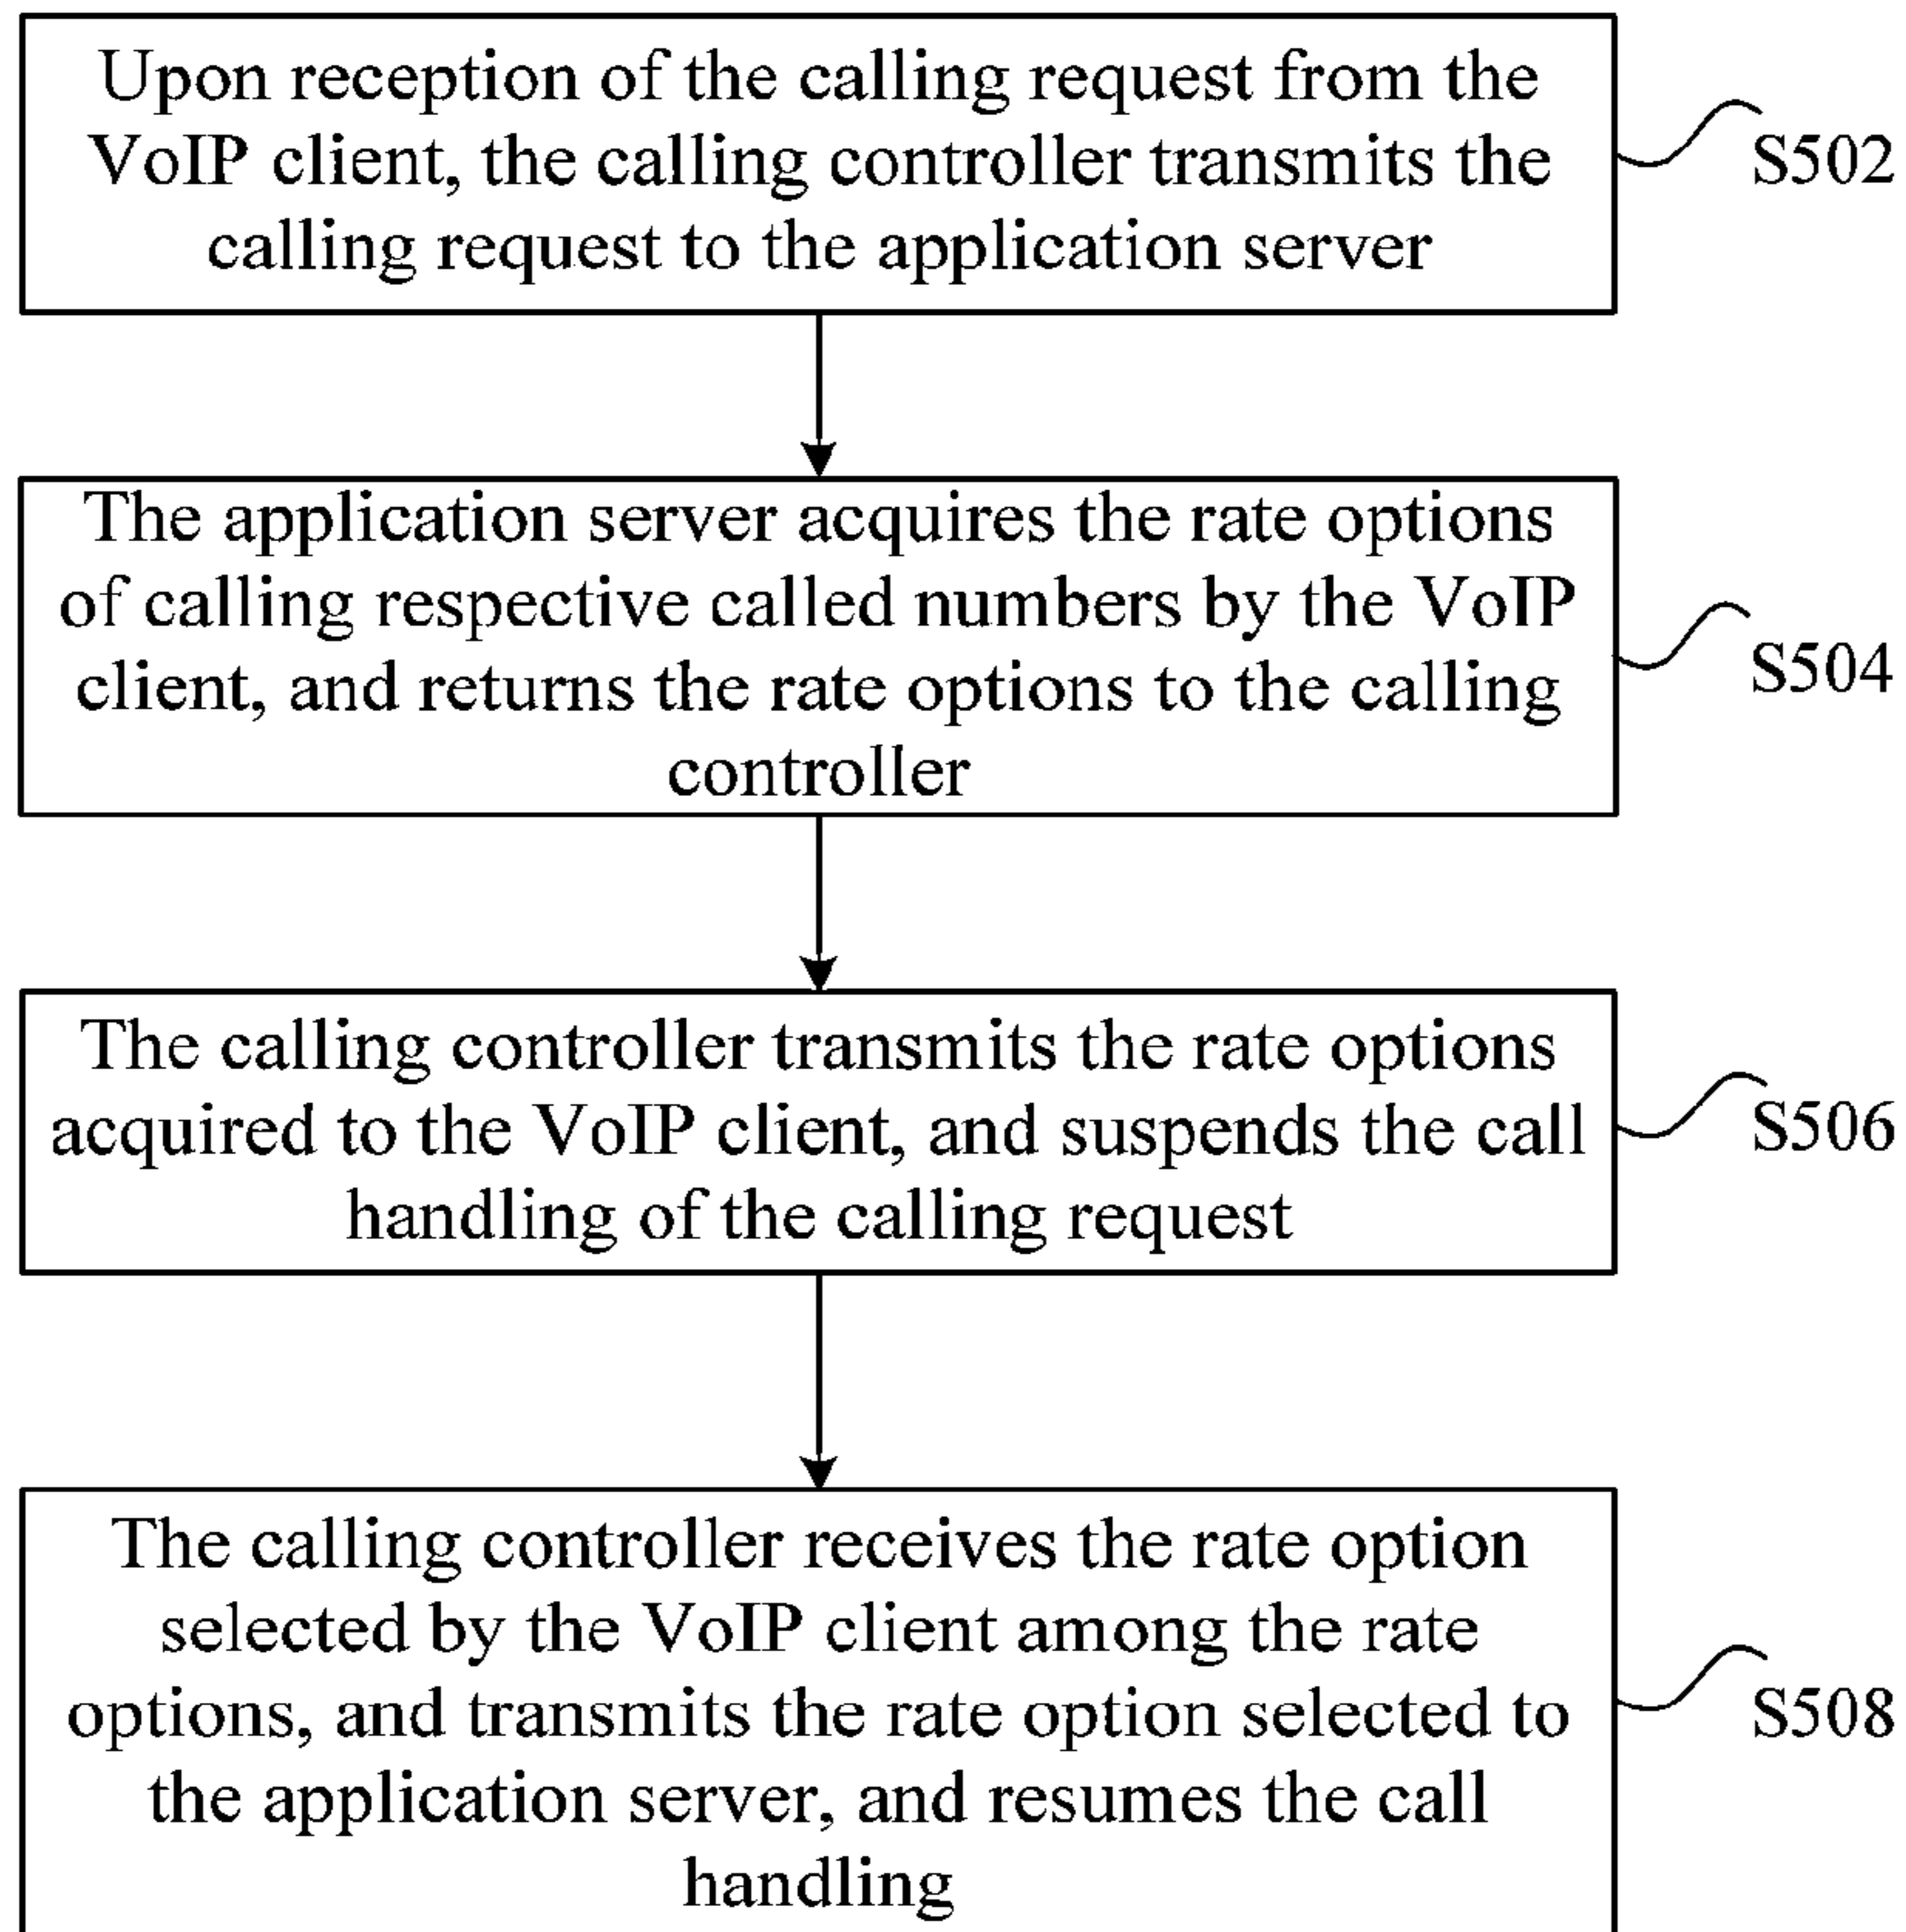 Upon reception of the calling request from the
VoIP client, the calling controller transmits the
calling request to the application server
S502
The application server acquires the rate options
of calling respective called numbers by the VoIP
client, and returns the rate options to the calling
controller
S504
The calling controller transmits the rate options
acquired to the VoIP client, and suspends the call
handling of the calling request
S506
The calling controller receives the rate option
selected by the VoIP client among the rate
options, and transmits the rate option selected to
the application server, and resumes the call
handling
S508